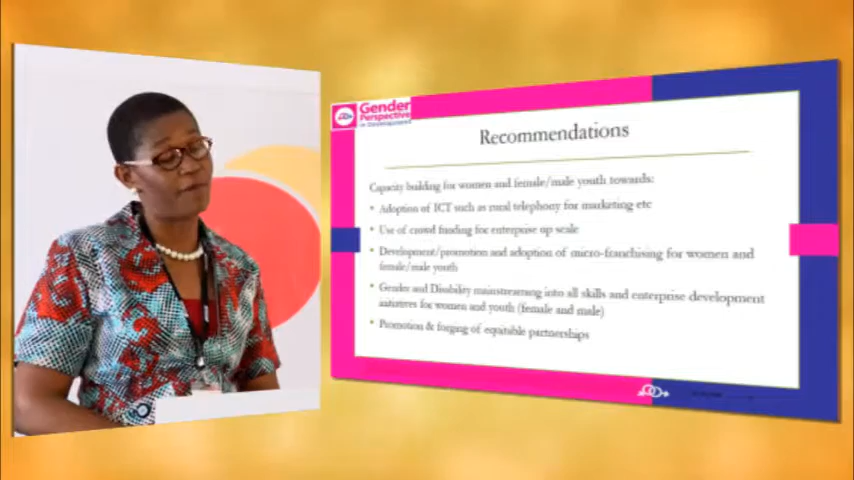 Gender
Perspective
in Development
Recommendations
Capacity building for women and female/male youth towards:
• Adoption of ICT such as rural telephony for marketing etc
• Use of crowd funding for enterprise up scale
• Development/promotion and adoption of micro-franchising for women and
female/male youth
• Gender and Disability mainstreaming into all skills and enterprise development
initiatives for women and youth (female and male)
• Promotion & forging of equitable partnerships